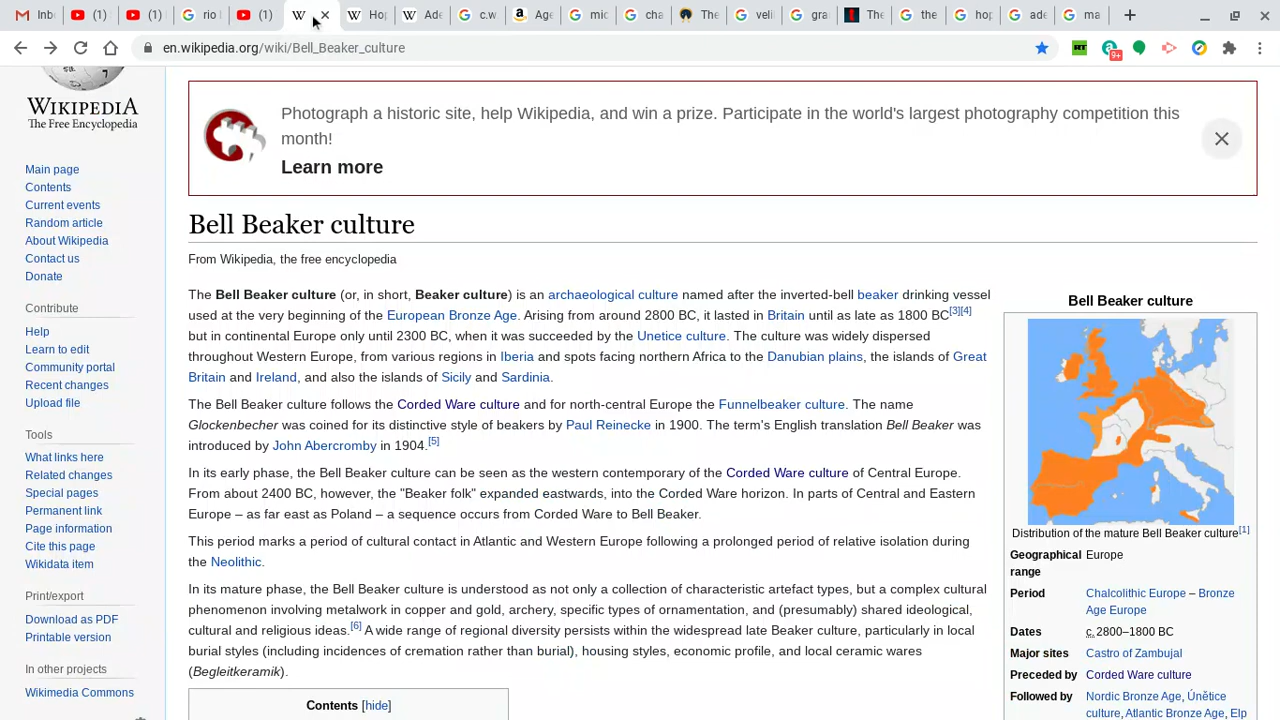 Inb
(1)
(1)
rio
(1)
Hop
Ade
c.w
Age
mic
cha
The
veli
gra
The
the
hop
ade
ma
en.wikipedia.org/wiki/Bell_Beaker_culture
RT
9+
WIKIPEDIA
The Free Encyclopedia
Main page
Contents
Current events
Random article
About Wikipedia
Contact us
Donate
Contribute
Help
Learn to edit
Community portal
Recent changes
Upload file
Tools
What links here
Related changes
Special pages
Permanent link
Page information
Cite this page
Wikidata item
Print/export
Download as PDF
Printable version
In other projects
Wikimedia Commons
Photograph a historic site, help Wikipedia, and win a prize. Participate in the world's largest photography competition this
month!
Learn more
Bell Beaker culture
From Wikipedia, the free encyclopedia
The Bell Beaker culture (or, in short, Beaker culture) is an archaeological culture named after the inverted-bell beaker drinking vessel
used at the very beginning of the European Bronze Age. Arising from around 2800 BC, it lasted in Britain until as late as 1800 BC[3][4]
but in continental Europe only until 2300 BC, when it was succeeded by the Unetice culture. The culture was widely dispersed
throughout Western Europe, from various regions in Iberia and spots facing northern Africa to the Danubian plains, the islands of Great
Britain and Ireland, and also the islands of Sicily and Sardinia.
The Bell Beaker culture follows the Corded Ware culture and for north-central Europe the Funnelbeaker culture. The name
Glockenbecher was coined for its distinctive style of beakers by Paul Reinecke in 1900. The term's English translation Bell Beaker was
introduced by John Abercromby in 1904.[5]
In its early phase, the Bell Beaker culture can be seen as the western contemporary of the Corded Ware culture of Central Europe.
From about 2400 BC, however, the "Beaker folk" expanded eastwards, into the Corded Ware horizon. In parts of Central and Eastern
Europe – as far east as Poland – a sequence occurs from Corded Ware to Bell Beaker.
This period marks a period of cultural contact in Atlantic and Western Europe following a prolonged period of relative isolation during
the Neolithic.
In its mature phase, the Bell Beaker culture is understood as not only a collection of characteristic artefact types, but a complex cultural
phenomenon involving metalwork in copper and gold, archery, specific types of ornamentation, and (presumably) shared ideological,
cultural and religious ideas.[6] A wide range of regional diversity persists within the widespread late Beaker culture, particularly in local
burial styles (including incidences of cremation rather than burial), housing styles, economic profile, and local ceramic wares
(Begleitkeramik).
Contents [hide]
Bell Beaker culture
Distribution of the mature Bell Beaker culture[1]
Geographical Europe
range
Period Chalcolithic Europe – Bronze
Age Europe
Dates c. 2800–1800 BC
Major sites Castro of Zambujal
Preceded by Corded Ware culture
Followed by Nordic Bronze Age, Únětice
culture, Atlantic Bronze Age, Elp